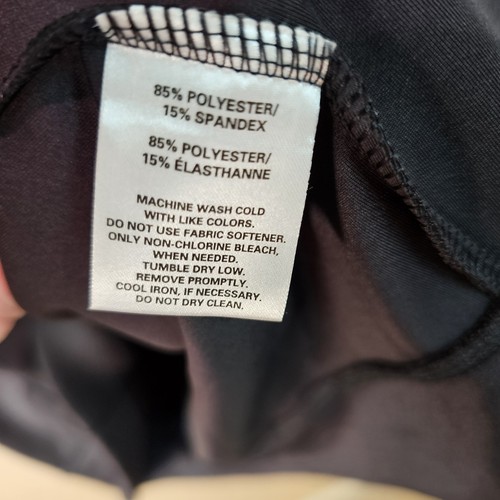 85% POLYESTER/
15% SPANDEX
85% POLYESTER/
15% ÉLASTHANNE
MACHINE WASH COLD
WITH LIKE COLORS.
DO NOT USE FABRIC SOFTENER.
ONLY NON-CHLORINE BLEACH,
WHEN NEEDED.
TUMBLE DRY LOW.
REMOVE PROMPTLY.
COOL IRON, IF NECESSARY.
DO NOT DRY CLEAN.